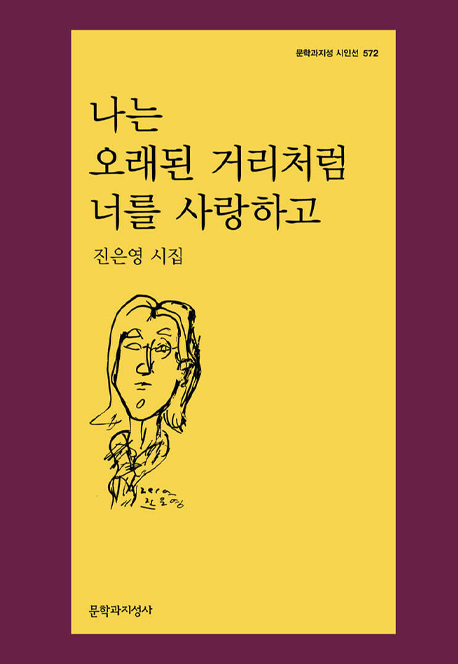 문학과지성 시인선 572
나는
오래된 거리처럼
너를 사랑하고
진은영 시집
진은영
문학과지성사